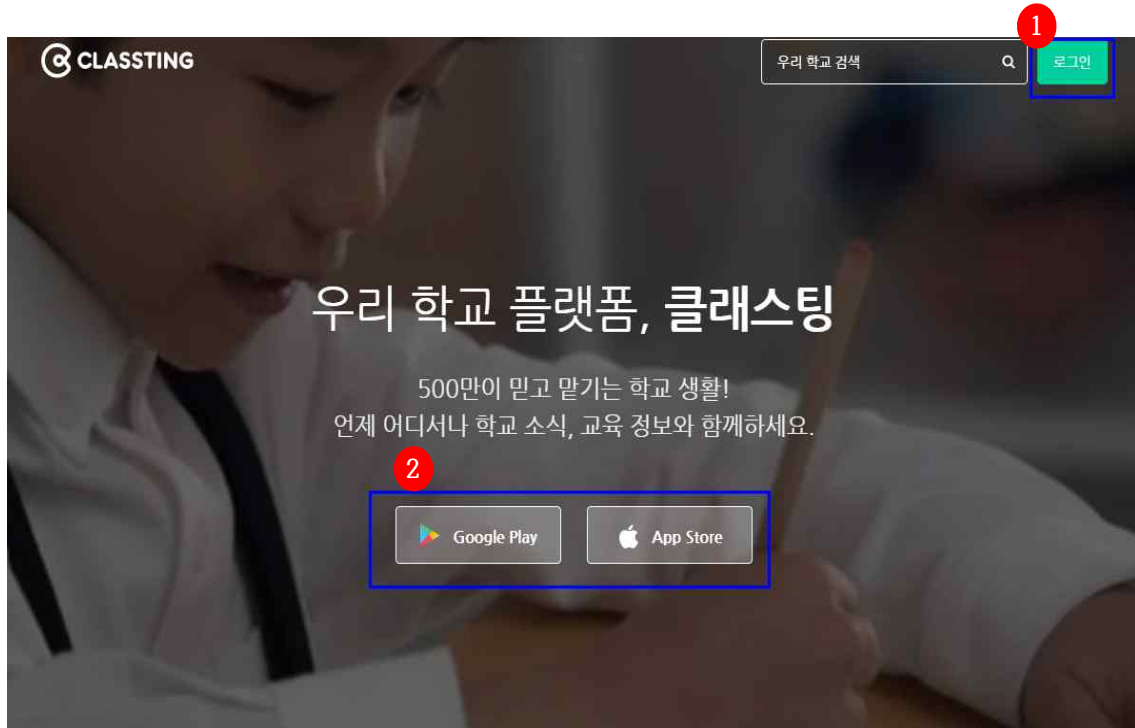 1
CLASSTING
우리 학교 검색
로그인
우리 학교 플랫폼, 클래스팅
500만이 믿고 맡기는 학교 생활!
언제 어디서나 학교 소식, 교육 정보와 함께하세요.
2
Google Play
App Store